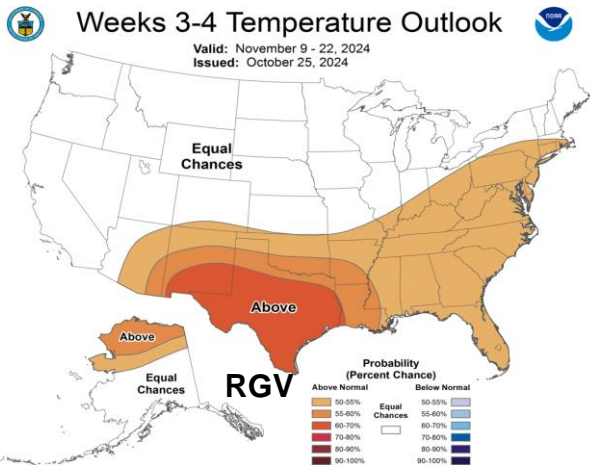 Weeks 3-4 Temperature Outlook
Valid: November 9 - 22, 2024
Issued: October 25, 2024
NOAA
Equal
Chances
Above
Above
Equal
Chances
RGV
Probability
(Percent Chance)
Above Normal
Below Normal
50-55%
55-60%
60-70%
70-80%
80-90%
90-100%
Equal
Chances
50-55%
55-60%
60-70%
70-80%
80-90%
90-100%